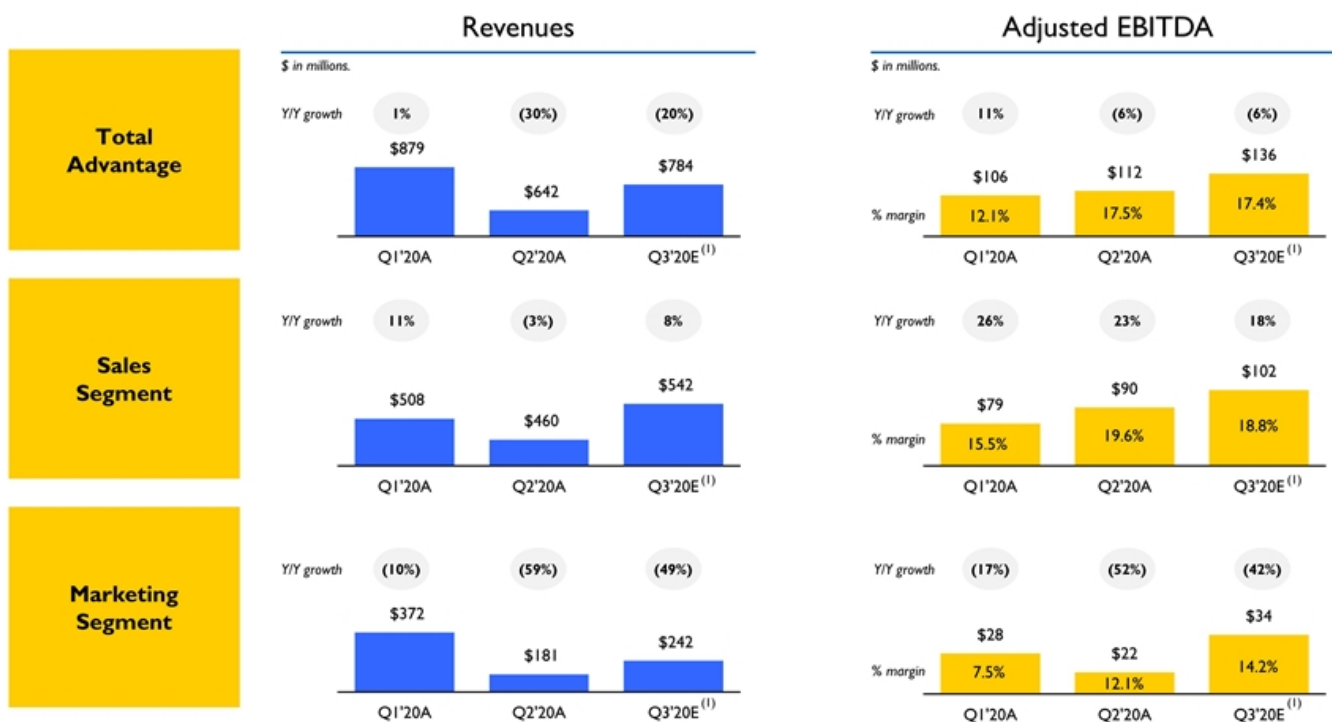 Revenues
Adjusted EBITDA
Total
Advantage
$ in millions.
Y/Y growth 1% (30%) (20%)
$879 $642 $784
Q1'20A Q2'20A Q3'20E(1)
$ in millions.
Y/Y growth 11% (6%) (6%)
$106 $112 $136
% margin 12.1% 17.5% 17.4%
Q1'20A Q2'20A Q3'20E(1)
Sales
Segment
Y/Y growth 11% (3%) 8%
$508 $460 $542
Q1'20A Q2'20A Q3'20E(1)
Y/Y growth 26% 23% 18%
$79 $90 $102
% margin 15.5% 19.6% 18.8%
Q1'20A Q2'20A Q3'20E(1)
Marketing
Segment
Y/Y growth (10%) (59%) (49%)
$372 $181 $242
Q1'20A Q2'20A Q3'20E(1)
Y/Y growth (17%) (52%) (42%)
$28 $22 $34
% margin 7.5% 12.1% 14.2%
Q1'20A Q2'20A Q3'20E(1)